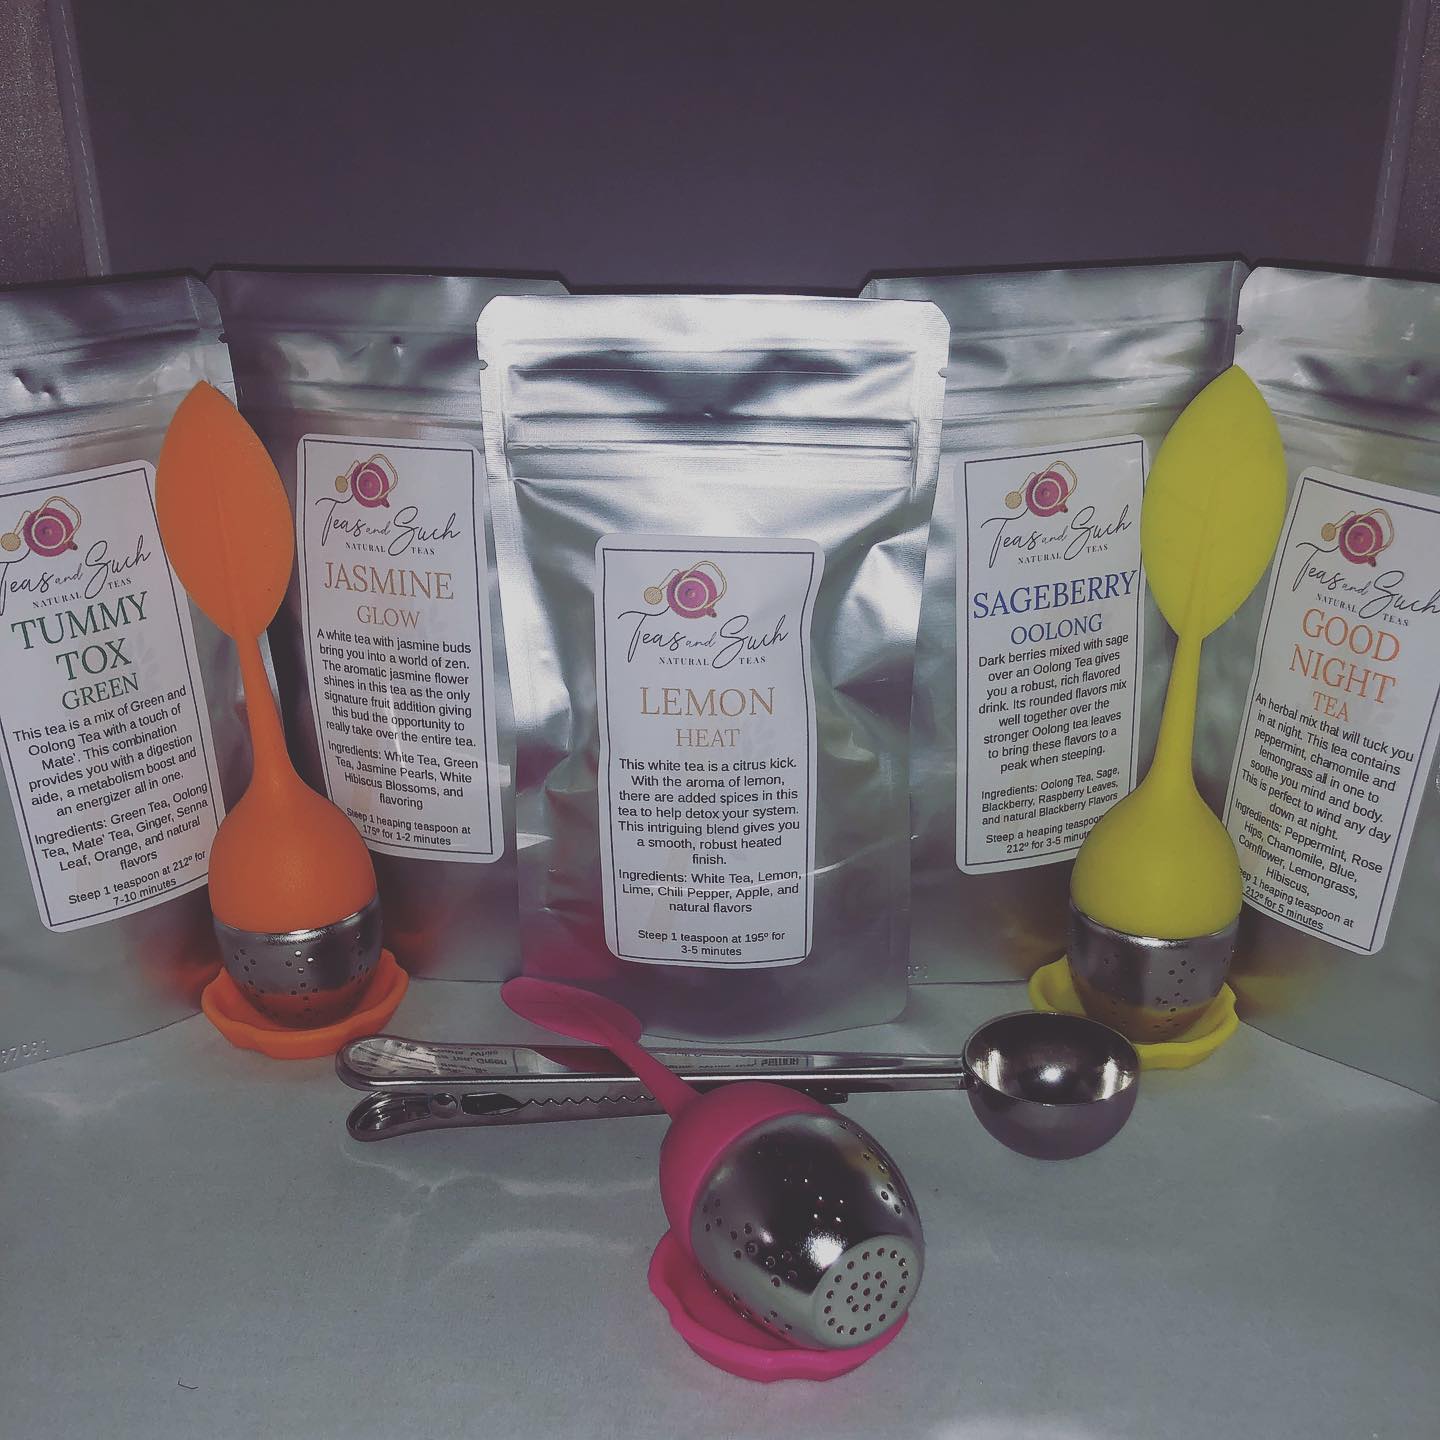 Teas and Such
NATURAL TEAS
TUMMY
TOX
GREEN
This tea is a mix of Green and
Oolong Tea with a touch of
Mate'. This combination
provides you with a digestion
aide, a metabolism boost and
an energizer all in one.
Ingredients: Green Tea, Oolong
Tea, Mate' Tea, Ginger, Senna
Leaf, Orange, and natural
flavors
Steep 1 teaspoon at 212º for
7-10 minutes
Teas and Such
NATURAL TEAS
JASMINE
GLOW
A white tea with jasmine buds
bring you into a world of zen.
The aromatic jasmine flower
shines in this tea as the only
signature fruit addition giving
this bud the opportunity to
really take over the entire tea.
Ingredients: White Tea, Green
Tea, Jasmine Pearls, White
Hibiscus Blossoms, and
flavoring
Steep 1 heaping teaspoon at
175º for 1-2 minutes
Teas and Such
NATURAL TEAS
LEMON
HEAT
This white tea is a citrus kick.
With the aroma of lemon,
there are added spices in this
tea to help detox your system.
This intriguing blend gives you
a smooth, robust heated
finish.
Ingredients: White Tea, Lemon,
Lime, Chili Pepper, Apple, and
natural flavors
Steep 1 teaspoon at 195º for
3-5 minutes
Teas and Such
NATURAL TEAS
SAGEBERRY
OOLONG
Dark berries mixed with sage
over an Oolong Tea gives
you a robust, rich flavored
drink. Its rounded flavors mix
well together over the
stronger Oolong tea leaves
to bring these flavors to a
peak when steeping.
Ingredients: Oolong Tea, Sage,
Blackberry, Raspberry Leaves,
and natural Blackberry Flavors
Steep a heaping teaspoon
212º for 3-5 minutes
Teas and Such
NATURAL TEAS
GOOD
NIGHT
TEA
An herbal mix that will tuck you
in at night. This tea contains
peppermint, chamomile and
lemongrass all in one to
soothe you mind and body.
This is perfect to wind any day
down at night.
Ingredients: Peppermint, Rose
Hips, Chamomile, Blue,
Cornflower, Lemongrass,
Hibiscus,
1 heaping teaspoon at
212º for 5 minutes